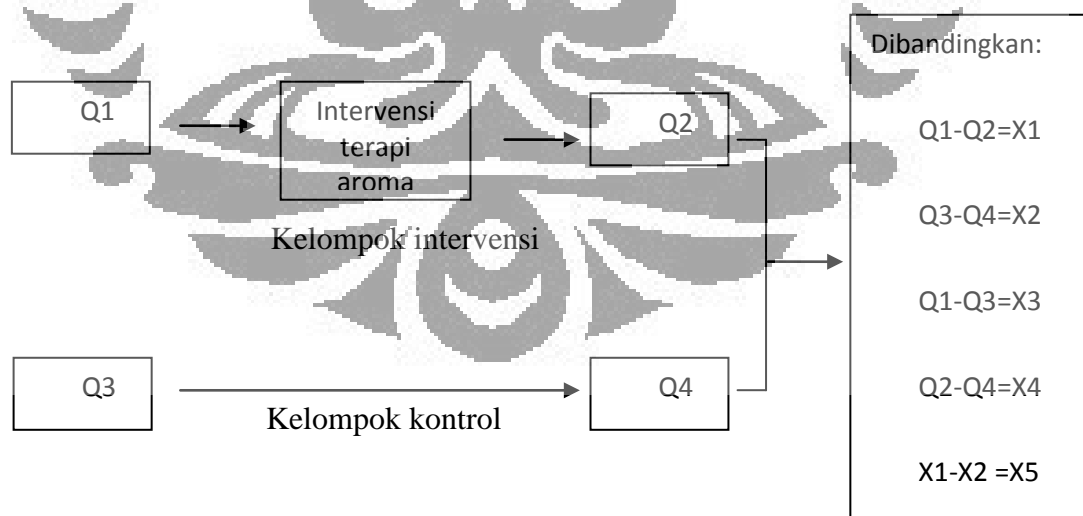 Dibandingkan:
Q1
Intervensi
terapi
aroma
Q2
Q1-Q2=X1
Kelompok intervensi
Q3-Q4=X2
Q1-Q3=X3
Q3
Kelompok kontrol
Q4
Q2-Q4=X4
X1-X2 =X5